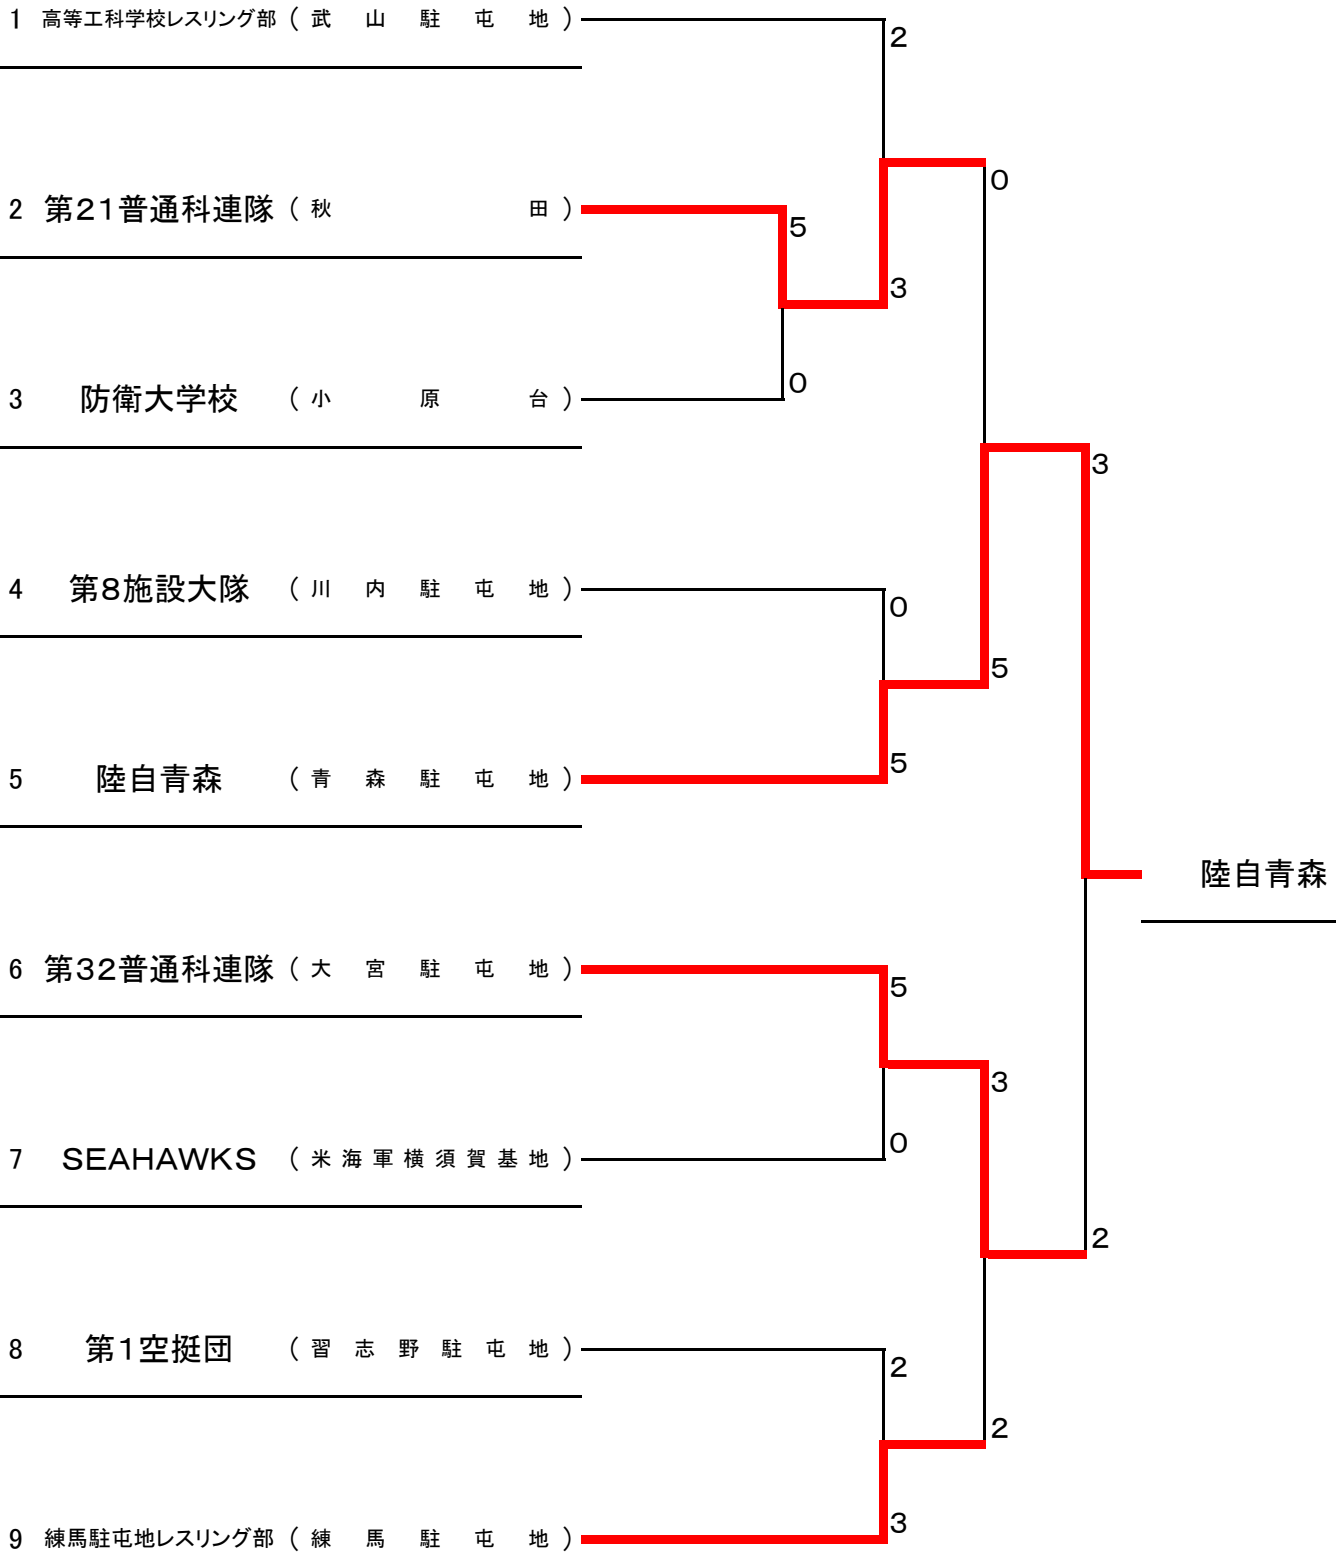 1 高等工科学校レスリング部 ( 武山駐屯地 )
2
0
2 第21普通科連隊 ( 秋田 )
5
3
3 防衛大学校 ( 小原台 )
0
3
4 第8施設大隊 ( 川内駐屯地 )
0
5
5 陸自青森 ( 青森駐屯地 )
5
陸自青森
6 第32普通科連隊 ( 大宮駐屯地 )
5
3
7 SEAHAWKS ( 米海軍横須賀基地 )
0
2
8 第1空挺団 ( 習志野駐屯地 )
2
2
9 練馬駐屯地レスリング部 ( 練馬駐屯地 )
3